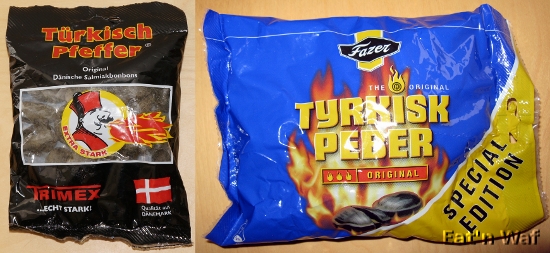 Türkisch
Pfeffer®
Original
Dänische Salmiakbonbons
EXTRA STARK
TRIMEX
...ECHT STARK!
Qualität aus
DÄNEMARK
Fazer
THE ORIGINAL
TYRKISK
PEBER
ORIGINAL
SPECIAL
EDITION
Eat'n Waf